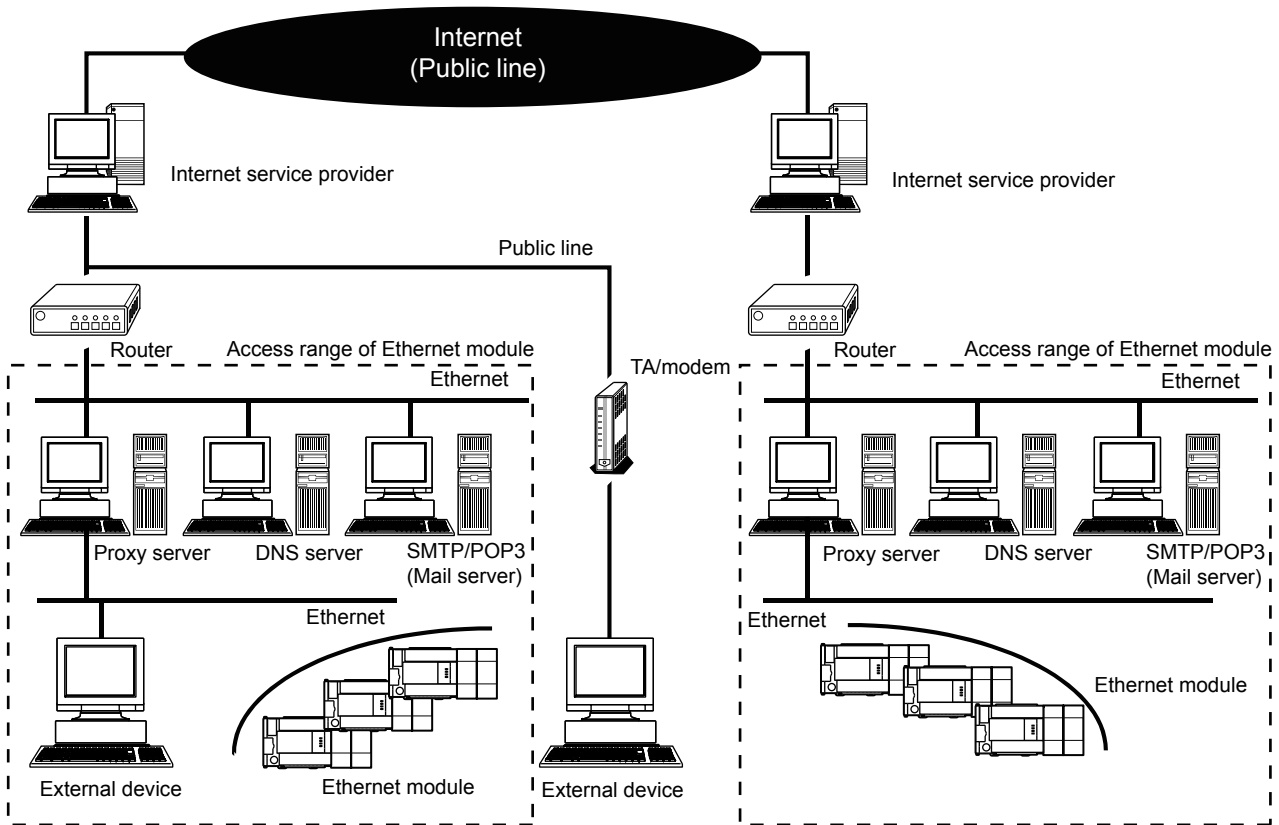 Internet
(Public line)
Internet service provider
Internet service provider
Public line
Router
Access range of Ethernet module
TA/modem
Router
Access range of Ethernet module
Ethernet
Ethernet
Proxy server
DNS server
SMTP/POP3
(Mail server)
Proxy server
DNS server
SMTP/POP3
(Mail server)
Ethernet
Ethernet
Ethernet module
External device
Ethernet module
External device